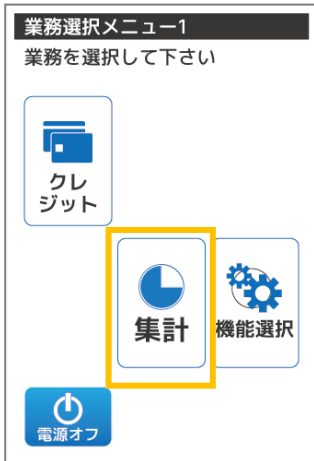 業務選択メニュー1
業務を選択して下さい
クレ
ジット
集計
機能選択
電源オフ